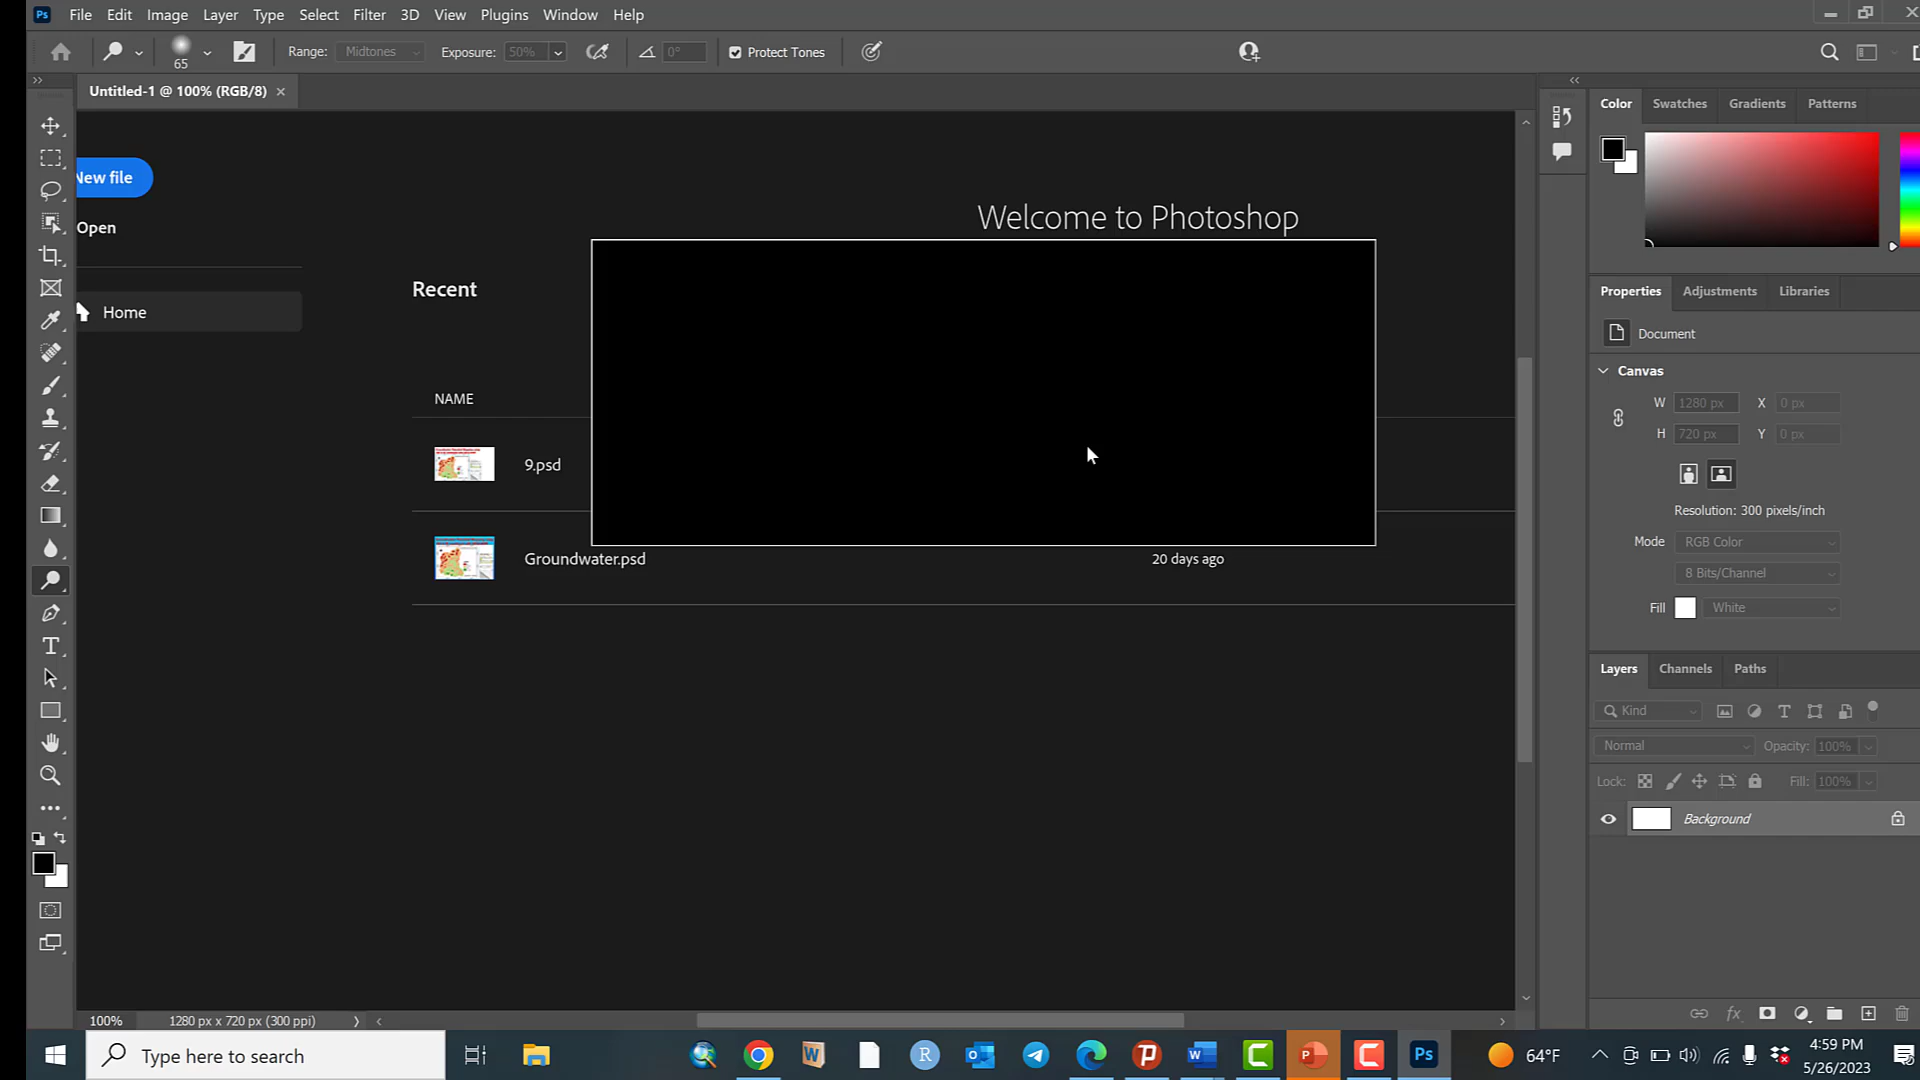 Ps File Edit Image Layer Type Select Filter 3D View Plugins Window Help
65 Range: Midtones Exposure: 50% 0° Protect Tones
Untitled-1 @ 100% (RGB/8)
New file
Open
Home
Welcome to Photoshop
Recent
NAME
9.psd
Groundwater.psd 20 days ago
Color Swatches Gradients Patterns
Properties Adjustments Libraries
Document
Canvas
W 1280 px X 0 px
H 720 px Y 0 px
Resolution: 300 pixels/inch
Mode RGB Color
8 Bits/Channel
Fill White
Layers Channels Paths
Kind
Normal Opacity: 100%
Lock: Fill: 100%
Background
fx
100% 1280 px x 720 px (300 ppi)
Type here to search
W R P W P Ps
64°F
4:59 PM
5/26/2023